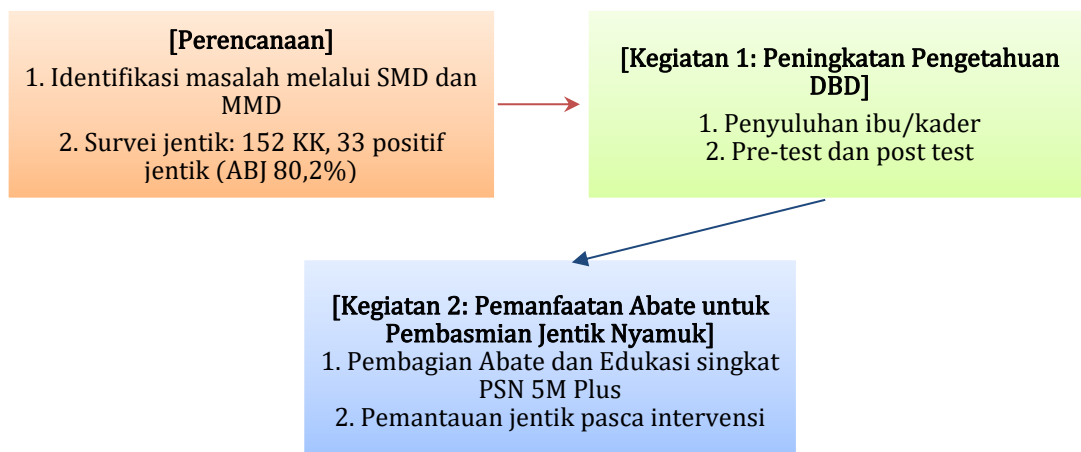 [Perencanaan]
1. Identifikasi masalah melalui SMD dan
MMD
2. Survei jentik: 152 KK, 33 positif
jentik (ABJ 80,2%)
[Kegiatan 1: Peningkatan Pengetahuan
DBD]
1. Penyuluhan ibu/kader
2. Pre-test dan post test
[Kegiatan 2: Pemanfaatan Abate untuk
Pembasmian Jentik Nyamuk]
1. Pembagian Abate dan Edukasi singkat
PSN 5M Plus
2. Pemantauan jentik pasca intervensi